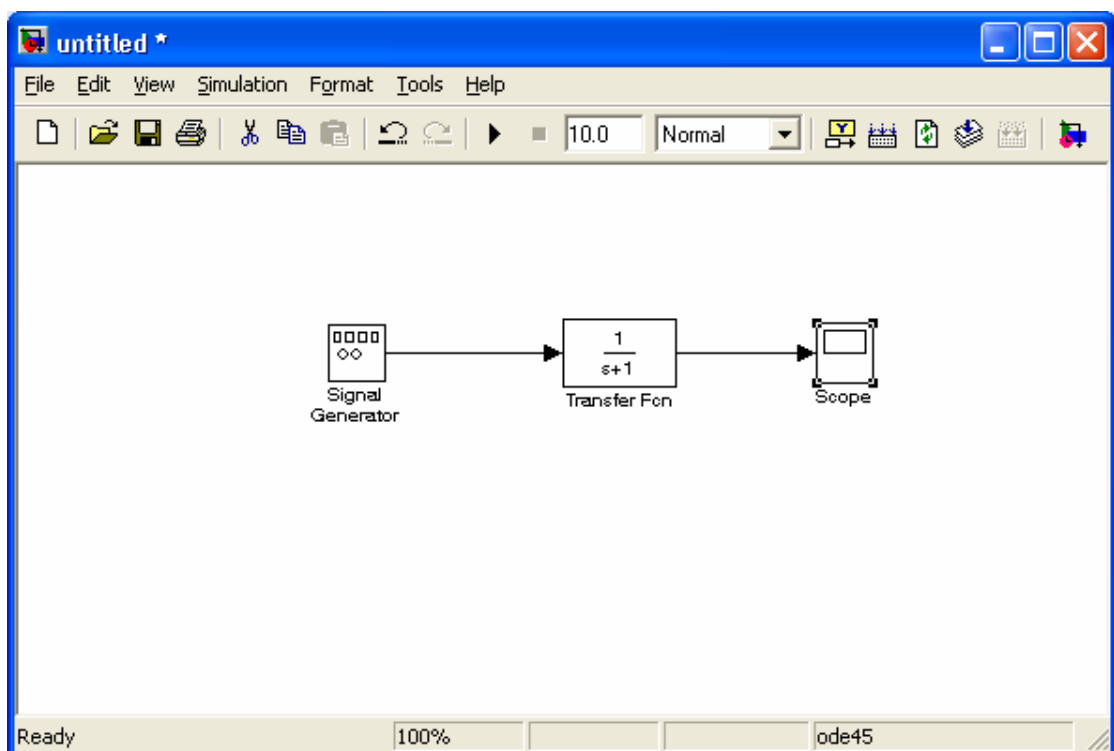 untitled *
File Edit View Simulation Format Tools Help
10.0 Normal
1
s+1
Signal
Generator
Transfer Fcn
Scope
Ready 100% ode45